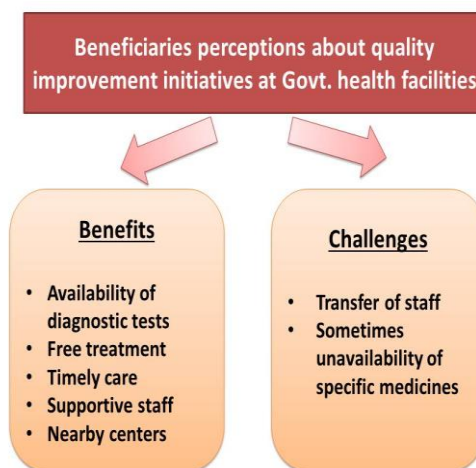 Beneficiaries perceptions about quality
improvement initiatives at Govt. health facilities
Benefits
• Availability of
diagnostic tests
• Free treatment
• Timely care
• Supportive staff
• Nearby centers
Challenges
• Transfer of staff
• Sometimes
unavailability of
specific medicines